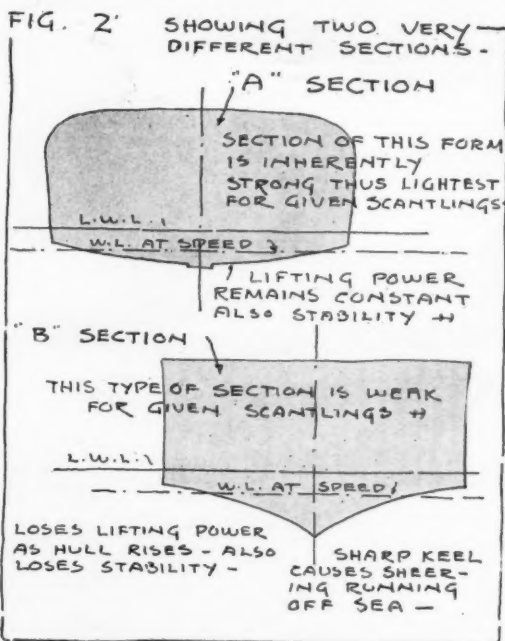 FIG. 2 SHOWING TWO VERY —
DIFFERENT SECTIONS -
"A" SECTION
SECTION OF THIS FORM
IS INHERENTLY
STRONG THUS LIGHTEST
FOR GIVEN SCANTLINGS
L.W.L.
W.L. AT SPEED
LIFTING POWER
REMAINS CONSTANT
ALSO STABILITY
"B" SECTION
THIS TYPE OF SECTION IS WEAK
FOR GIVEN SCANTLINGS
L.W.L.
W.L. AT SPEED
LOSES LIFTING POWER
AS HULL RISES - ALSO
LOSES STABILITY -
SHARP KEEL
CAUSES SHEER-
ING RUNNING
OFF SEA —